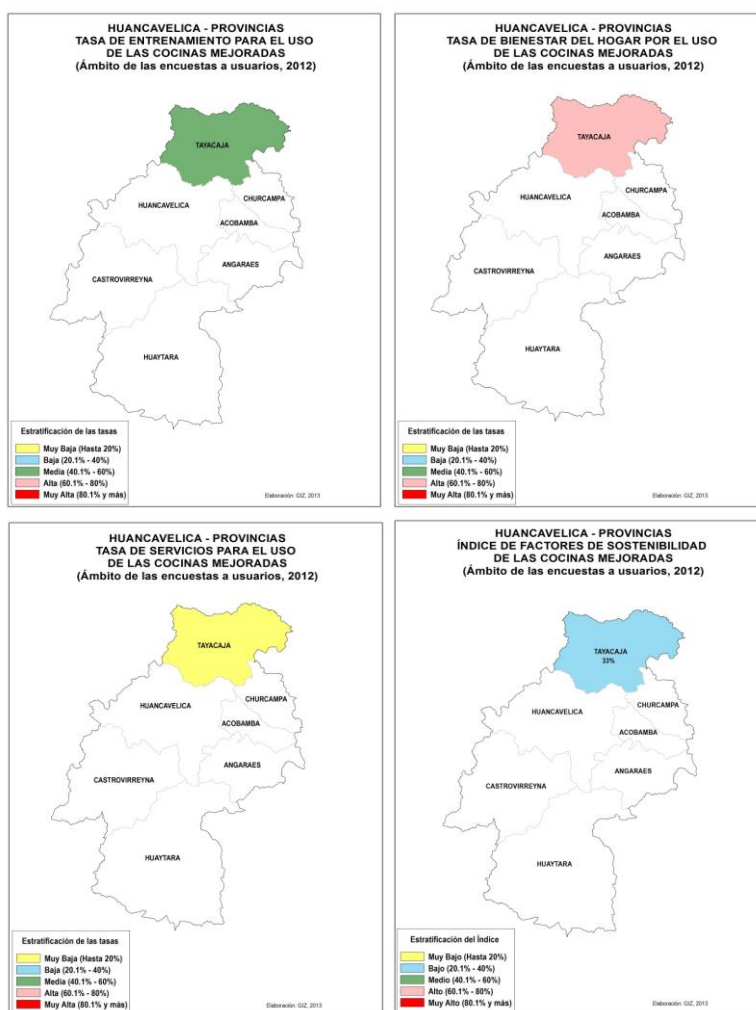 HUANCAVELICA - PROVINCIAS
TASA DE ENTRENAMIENTO PARA EL USO
DE LAS COCINAS MEJORADAS
(Ámbito de las encuestas a usuarios, 2012)
TAYACAJA
HUANCAVELICA
CHURCAMPA
ACOBAMBA
ANGARAES
CASTROVIRREYNA
HUAYTARA
Estratificación de las tasas
Muy Baja (Hasta 20%)
Baja (20.1% - 40%)
Media (40.1% - 60%)
Alta (60.1% - 80%)
Muy Alta (80.1% y más)
Elaboración: GIZ, 2013
HUANCAVELICA - PROVINCIAS
TASA DE BIENESTAR DEL HOGAR POR EL USO
DE LAS COCINAS MEJORADAS
(Ámbito de las encuestas a usuarios, 2012)
TAYACAJA
HUANCAVELICA
CHURCAMPA
ACOBAMBA
ANGARAES
CASTROVIRREYNA
HUAYTARA
Estratificación de las tasas
Muy Baja (Hasta 20%)
Baja (20.1% - 40%)
Media (40.1% - 60%)
Alta (60.1% - 80%)
Muy Alta (80.1% y más)
Elaboración: GIZ, 2013
HUANCAVELICA - PROVINCIAS
TASA DE SERVICIOS PARA EL USO
DE LAS COCINAS MEJORADAS
(Ámbito de las encuestas a usuarios, 2012)
TAYACAJA
HUANCAVELICA
CHURCAMPA
ACOBAMBA
ANGARAES
CASTROVIRREYNA
HUAYTARA
Estratificación de las tasas
Muy Baja (Hasta 20%)
Baja (20.1% - 40%)
Media (40.1% - 60%)
Alta (60.1% - 80%)
Muy Alta (80.1% y más)
Elaboración: GIZ, 2013
HUANCAVELICA - PROVINCIAS
ÍNDICE DE FACTORES DE SOSTENIBILIDAD
DE LAS COCINAS MEJORADAS
(Ámbito de las encuestas a usuarios, 2012)
TAYACAJA
33%
HUANCAVELICA
CHURCAMPA
ACOBAMBA
ANGARAES
CASTROVIRREYNA
HUAYTARA
Estratificación del Índice
Muy Bajo (Hasta 20%)
Bajo (20.1% - 40%)
Medio (40.1% - 60%)
Alto (60.1% - 80%)
Muy Alto (80.1% y más)
Elaboración: GIZ, 2013